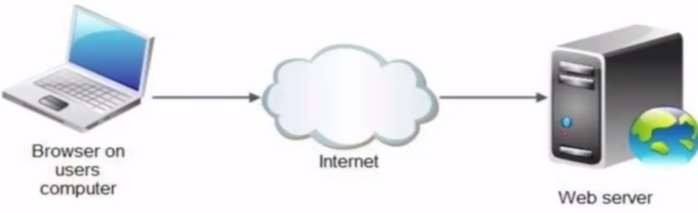 Browser on
users
computer
Internet
Web server